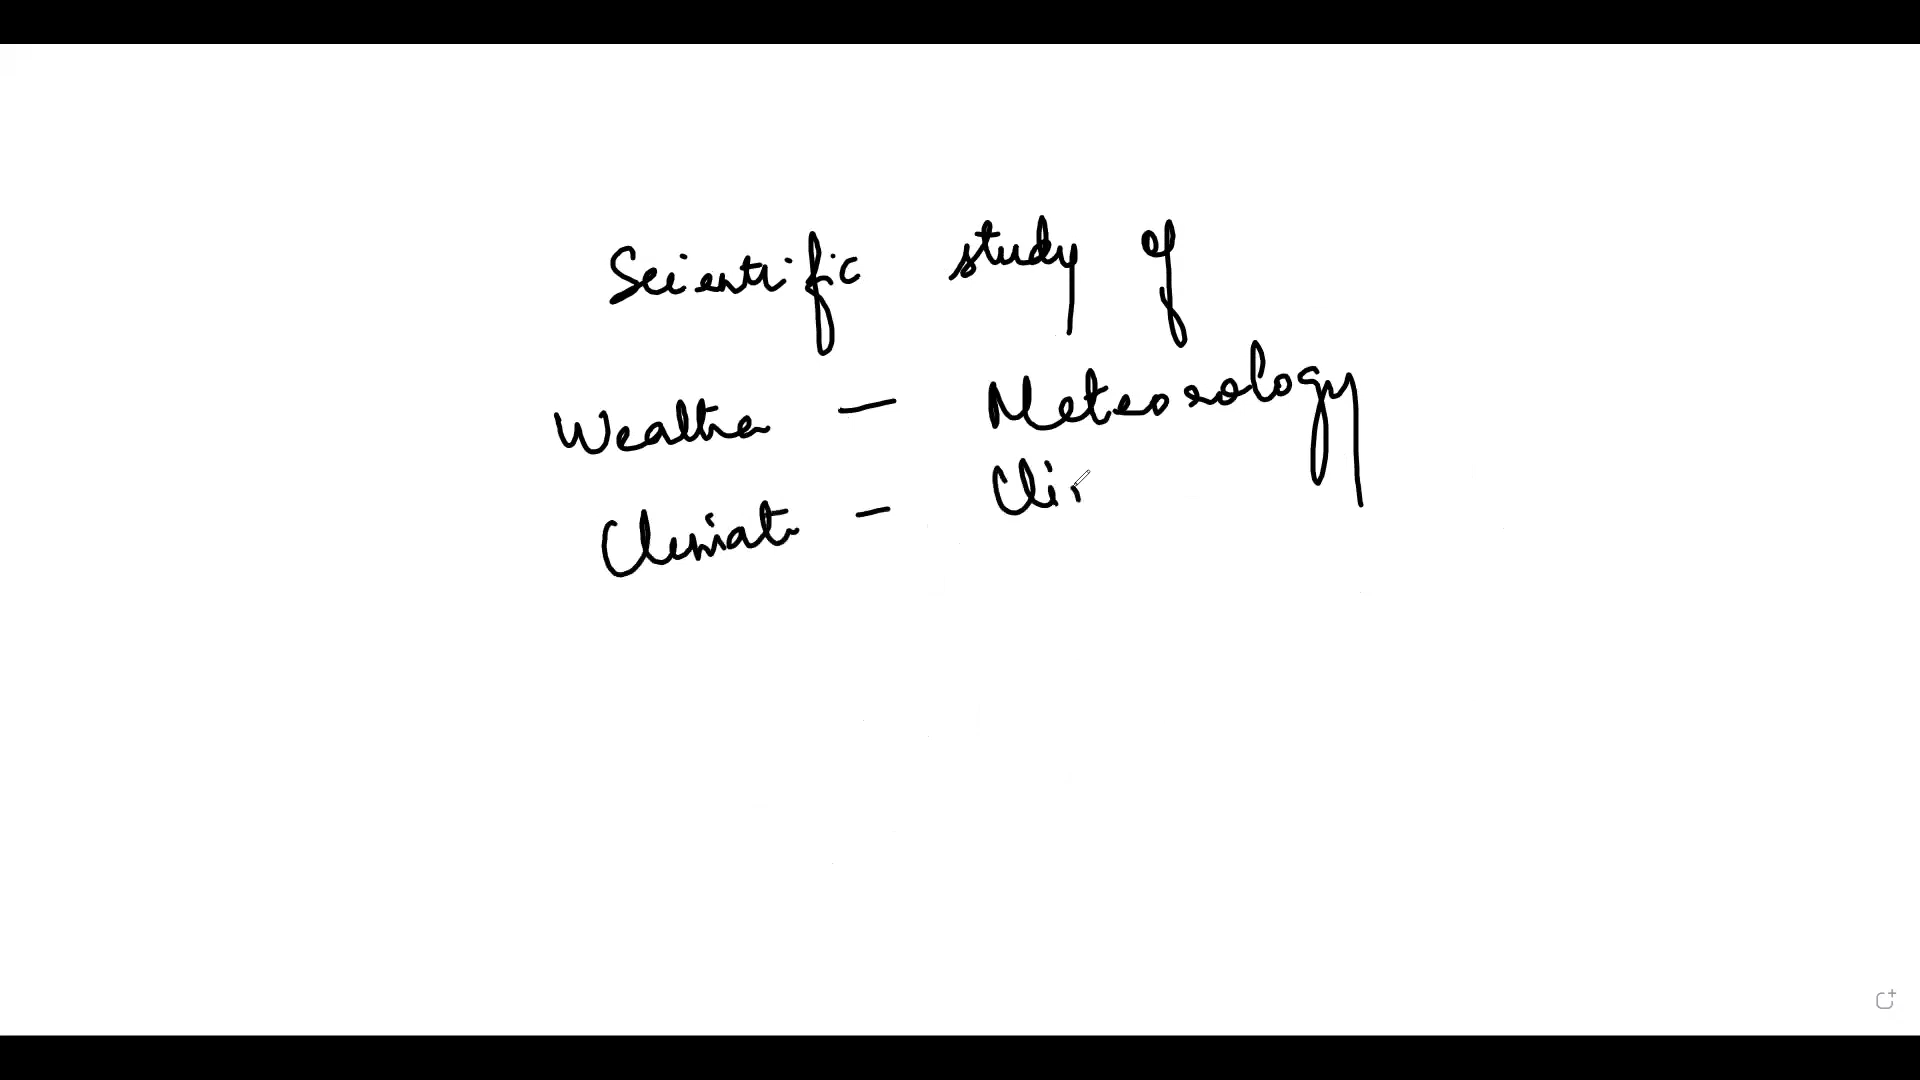 Scientific study of
Weather - Meteorology
Climate - Cli